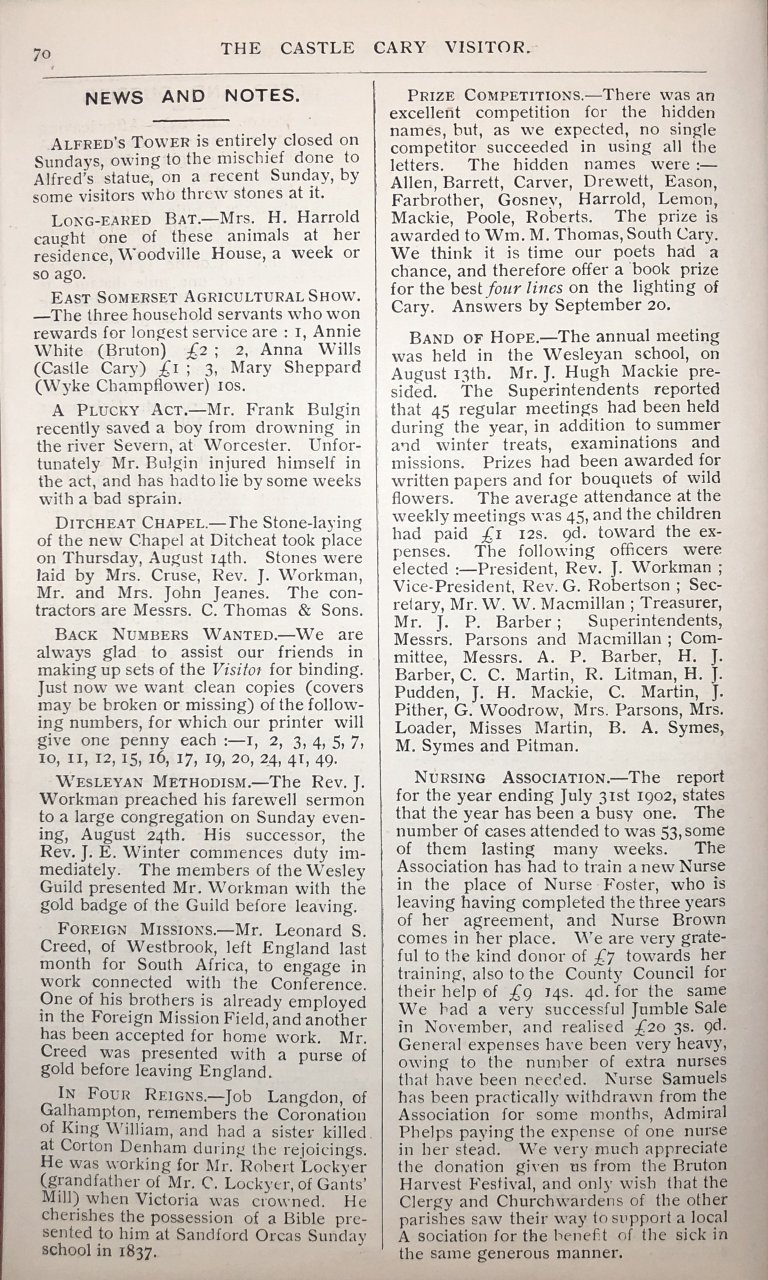 70
THE CASTLE CARY VISITOR.
NEWS AND NOTES.
ALFRED'S TOWER is entirely closed on
Sundays, owing to the mischief done to
Alfred's statue, on a recent Sunday, by
some visitors who threw stones at it.
LONG-EARED BAT.—Mrs. H. Harrold
caught one of these animals at her
residence, Woodville House, a week or
so ago.
EAST SOMERSET AGRICULTURAL SHOW.
—The three household servants who won
rewards for longest service are : 1, Annie
White (Bruton) £2 ; 2, Anna Wills
(Castle Cary) £1 ; 3, Mary Sheppard
(Wyke Champflower) 10s.
A PLUCKY ACT.—Mr. Frank Bulgin
recently saved a boy from drowning in
the river Severn, at Worcester. Unfor-
tunately Mr. Bulgin injured himself in
the act, and has had to lie by some weeks
with a bad sprain.
DITCHEAT CHAPEL.—The Stone-laying
of the new Chapel at Ditcheat took place
on Thursday, August 14th. Stones were
laid by Mrs. Cruse, Rev. J. Workman,
Mr. and Mrs. John Jeanes. The con-
tractors are Messrs. C. Thomas & Sons.
BACK NUMBERS WANTED.—We are
always glad to assist our friends in
making up sets of the Visitor for binding.
Just now we want clean copies (covers
may be broken or missing) of the follow-
ing numbers, for which our printer will
give one penny each :—1, 2, 3, 4, 5, 7,
10, 11, 12, 15, 16, 17, 19, 20, 24, 41, 49.
WESLEYAN METHODISM.—The Rev. J.
Workman preached his farewell sermon
to a large congregation on Sunday even-
ing, August 24th. His successor, the
Rev. J. E. Winter commences duty im-
mediately. The members of the Wesley
Guild presented Mr. Workman with the
gold badge of the Guild before leaving.
FOREIGN MISSIONS.—Mr. Leonard S.
Creed, of Westbrook, left England last
month for South Africa, to engage in
work connected with the Conference.
One of his brothers is already employed
in the Foreign Mission Field, and another
has been accepted for home work. Mr.
Creed was presented with a purse of
gold before leaving England.
IN FOUR REIGNS.—Job Langdon, of
Galhampton, remembers the Coronation
of King William, and had a sister killed
at Corton Denham during the rejoicings.
He was working for Mr. Robert Lockyer
(grandfather of Mr. C. Lockyer, of Gants'
Mill) when Victoria was crowned. He
cherishes the possession of a Bible pre-
sented to him at Sandford Orcas Sunday
school in 1837.
PRIZE COMPETITIONS.—There was an
excellent competition for the hidden
names, but, as we expected, no single
competitor succeeded in using all the
letters. The hidden names were :—
Allen, Barrett, Carver, Drewett, Eason,
Farbrother, Gosney, Harrold, Lemon,
Mackie, Poole, Roberts. The prize is
awarded to Wm. M. Thomas, South Cary.
We think it is time our poets had a
chance, and therefore offer a book prize
for the best four lines on the lighting of
Cary. Answers by September 20.
BAND OF HOPE.—The annual meeting
was held in the Wesleyan school, on
August 13th. Mr. J. Hugh Mackie pre-
sided. The Superintendents reported
that 45 regular meetings had been held
during the year, in addition to summer
and winter treats, examinations and
missions. Prizes had been awarded for
written papers and for bouquets of wild
flowers. The average attendance at the
weekly meetings was 45, and the children
had paid £1 12s. 9d. toward the ex-
penses. The following officers were
elected :—President, Rev. J. Workman ;
Vice-President, Rev. G. Robertson ; Sec-
retary, Mr. W. W. Macmillan ; Treasurer,
Mr. J. P. Barber ; Superintendents,
Messrs. Parsons and Macmillan ; Com-
mittee, Messrs. A. P. Barber, H. J.
Barber, C. C. Martin, R. Litman, H. J.
Pudden, J. H. Mackie, C. Martin, J.
Pither, G. Woodrow, Mrs. Parsons, Mrs.
Loader, Misses Martin, B. A. Symes,
M. Symes and Pitman.
NURSING ASSOCIATION.—The report
for the year ending July 31st 1902, states
that the year has been a busy one. The
number of cases attended to was 53, some
of them lasting many weeks. The
Association has had to train a new Nurse
in the place of Nurse Foster, who is
leaving having completed the three years
of her agreement, and Nurse Brown
comes in her place. We are very grate-
ful to the kind donor of £7 towards her
training, also to the County Council for
their help of £9 14s. 4d. for the same
We had a very successful Jumble Sale
in November, and realised £20 3s. 9d.
General expenses have been very heavy,
owing to the number of extra nurses
that have been needed. Nurse Samuels
has been practically withdrawn from the
Association for some months, Admiral
Phelps paying the expense of one nurse
in her stead. We very much appreciate
the donation given us from the Bruton
Harvest Festival, and only wish that the
Clergy and Churchwardens of the other
parishes saw their way to support a local
A sociation for the benefit of the sick in
the same generous manner.